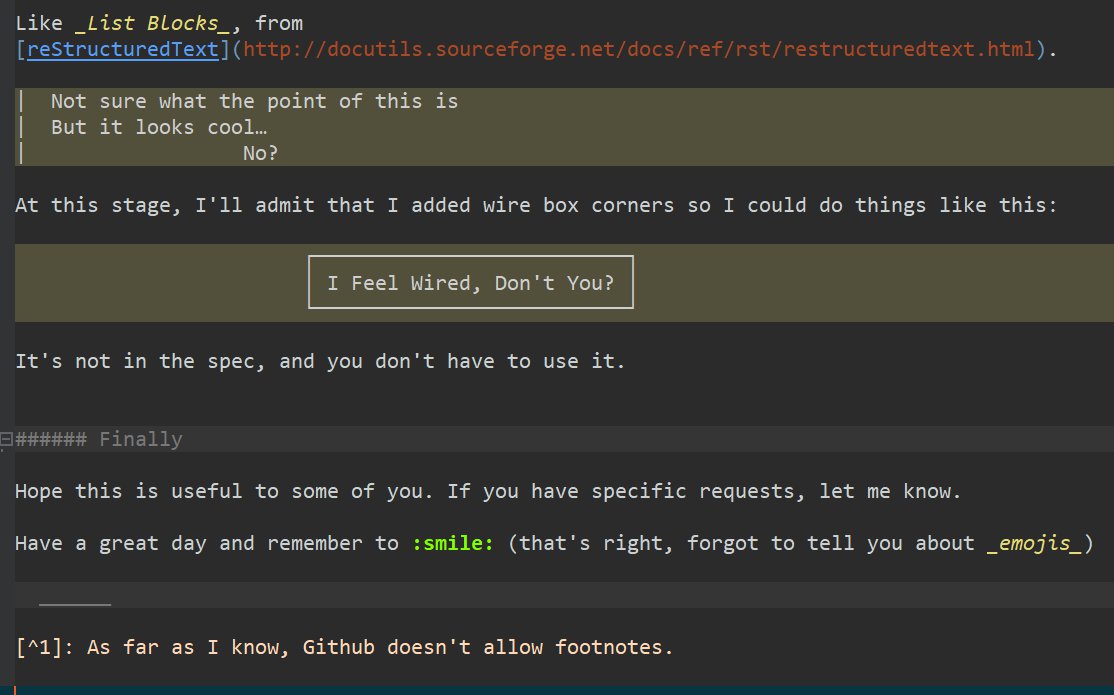 Like _List Blocks_, from
[reStructuredText](http://docutils.sourceforge.net/docs/ref/rst/restructuredtext.html).
|  Not sure what the point of this is
|  But it looks cool…
|                  No?
At this stage, I'll admit that I added wire box corners so I could do things like this:
I Feel Wired, Don't You?
It's not in the spec, and you don't have to use it.
###### Finally
Hope this is useful to some of you. If you have specific requests, let me know.
Have a great day and remember to :smile: (that's right, forgot to tell you about _emojis_)
______
[^1]: As far as I know, Github doesn't allow footnotes.